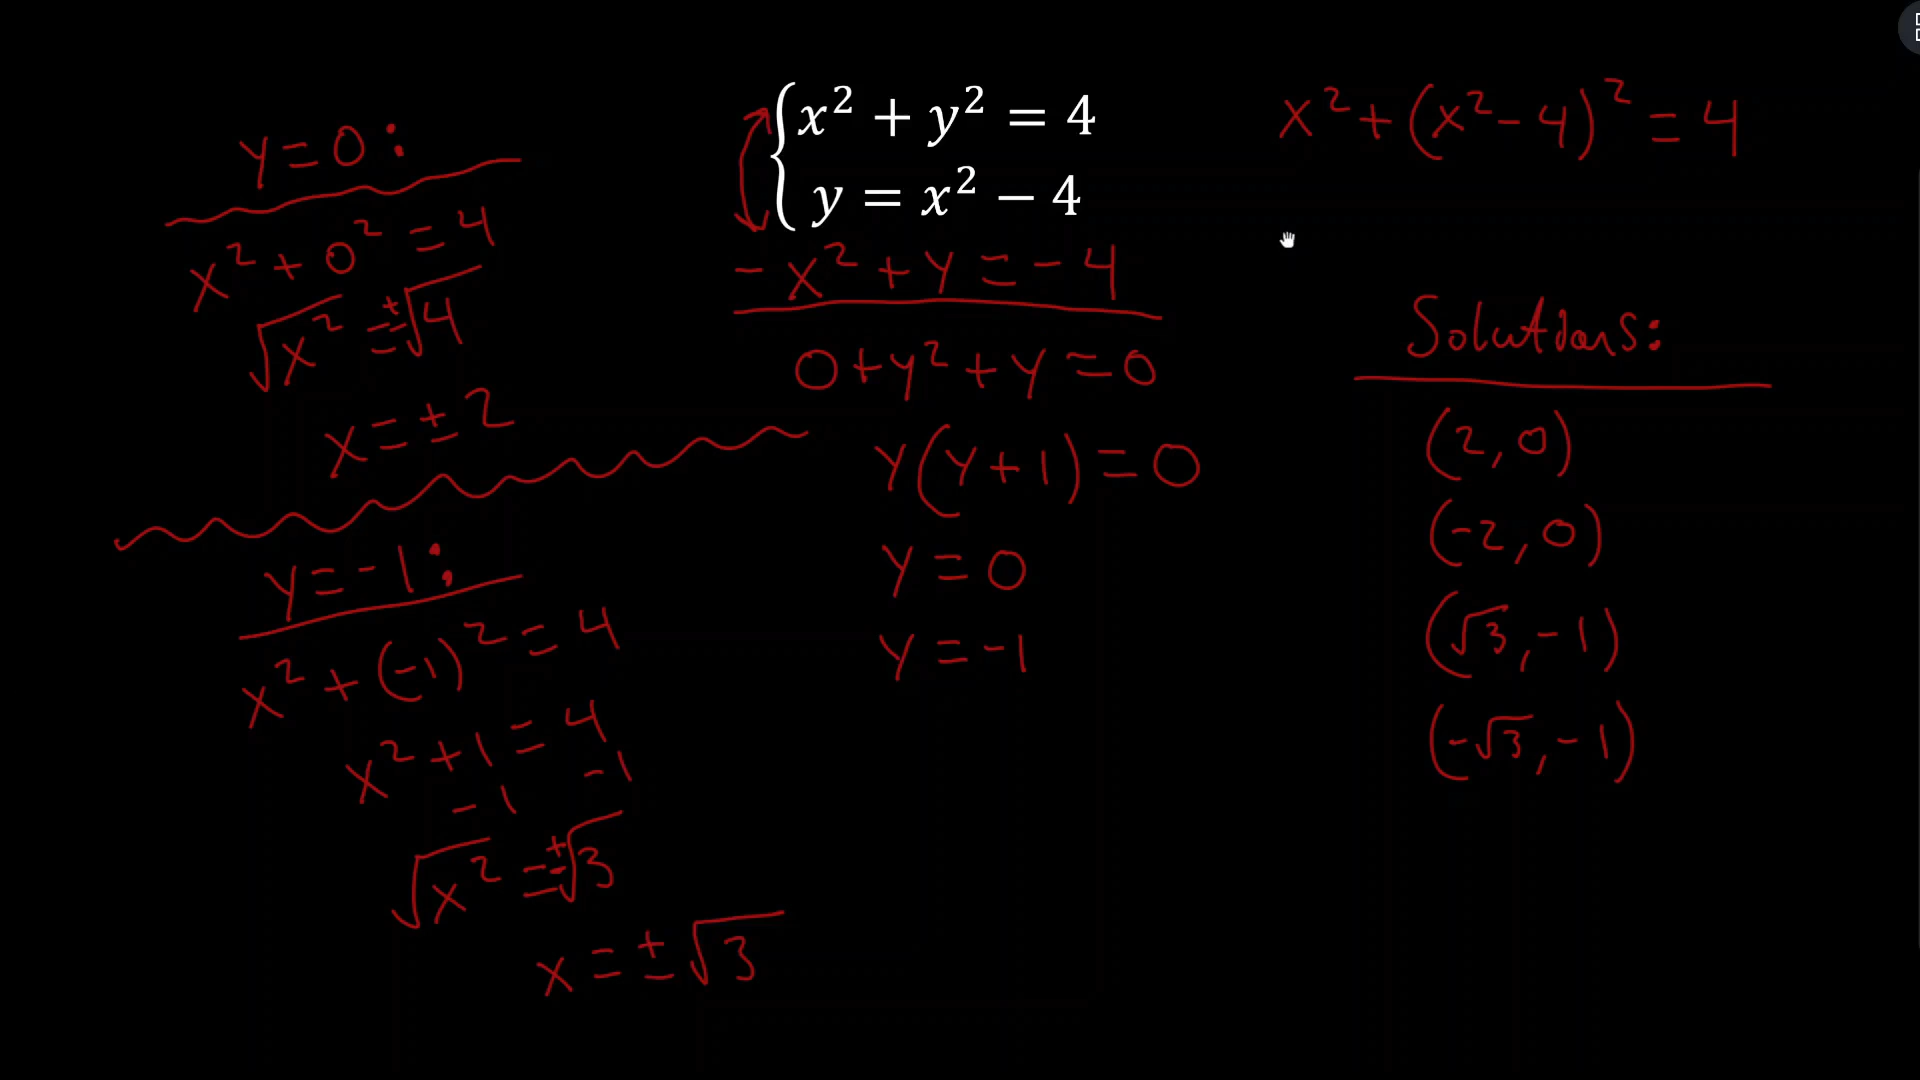 x² + y² = 4
y = x² − 4
- x² + y = - 4
0 + y² + y = 0
y(y + 1) = 0
y = 0
y = - 1
y = 0 :
x² + 0² = 4
√x² = ±√4
x = ± 2
y = - 1 :
x² + (-1)² = 4
x² + 1 = 4
- 1 - 1
√x² = ±√3
x = ± √3
x² + (x² - 4)² = 4
Solutions:
(2, 0)
(-2, 0)
(√3, -1)
(-√3, -1)